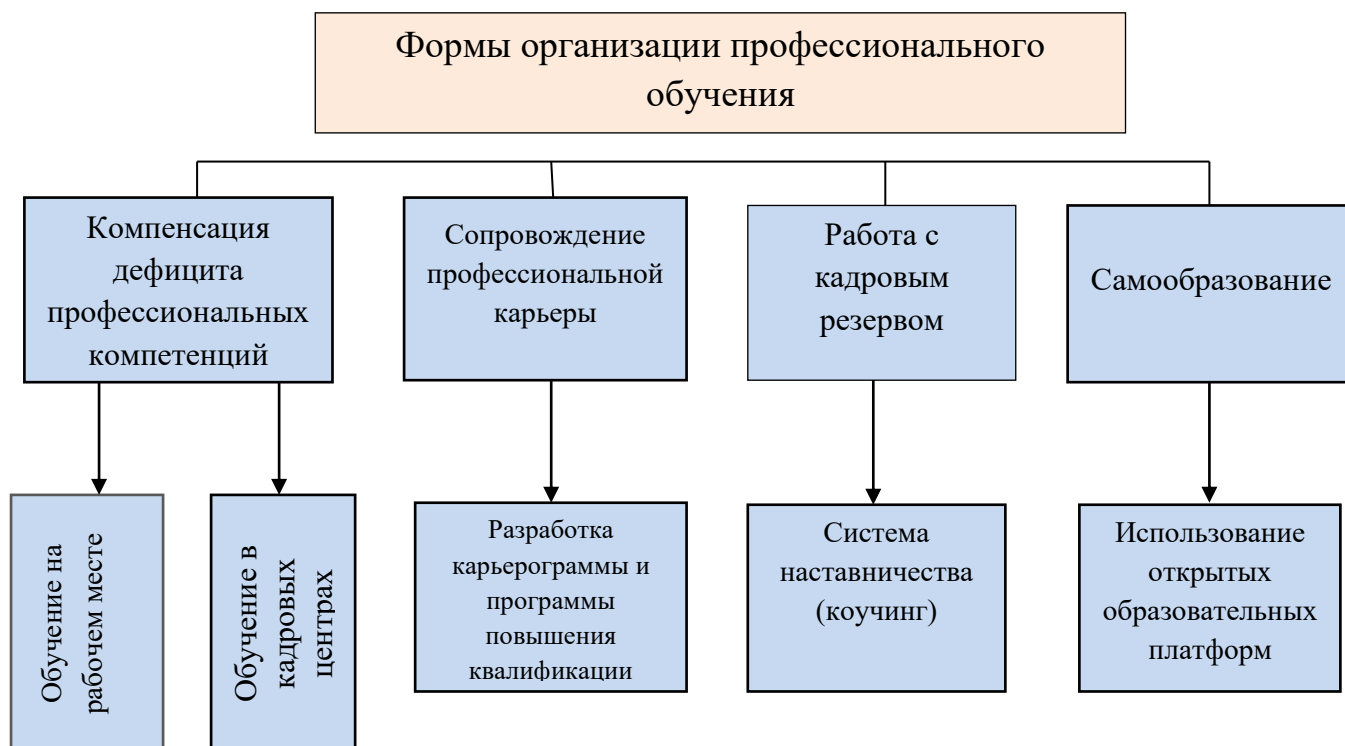 Формы организации профессионального
обучения
Компенсация
дефицита
профессиональных
компетенций
Сопровождение
профессиональной
карьеры
Работа с
кадровым
резервом
Самообразование
Обучение на
рабочем месте
Обучение в
кадровых
центрах
Разработка
карьерограммы и
программы
повышения
квалификации
Система
наставничества
(коучинг)
Использование
открытых
образовательных
платформ